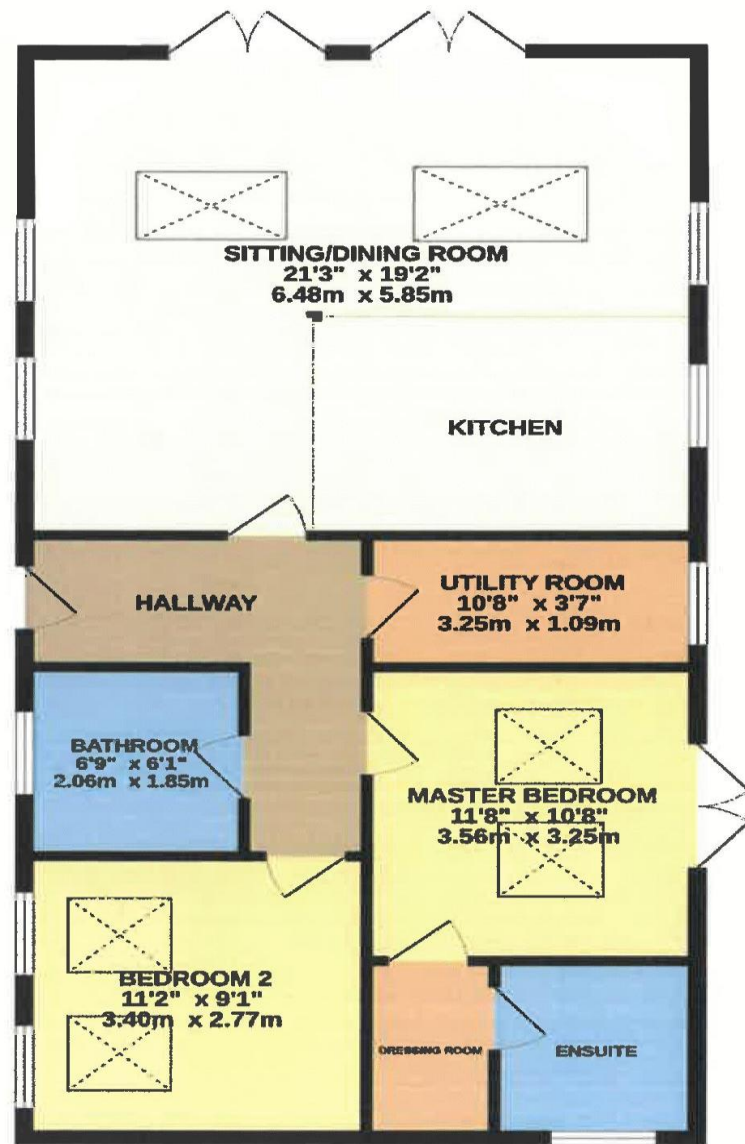 SITTING/DINING ROOM
21'3" x 19'2"
6.48m x 5.85m
KITCHEN
HALLWAY
UTILITY ROOM
10'8" x 3'7"
3.25m x 1.09m
BATHROOM
6'9" x 6'1"
2.06m x 1.85m
MASTER BEDROOM
11'8" x 10'8"
3.56m x 3.25m
BEDROOM 2
11'2" x 9'1"
3.40m x 2.77m
DRESSING ROOM
ENSUITE